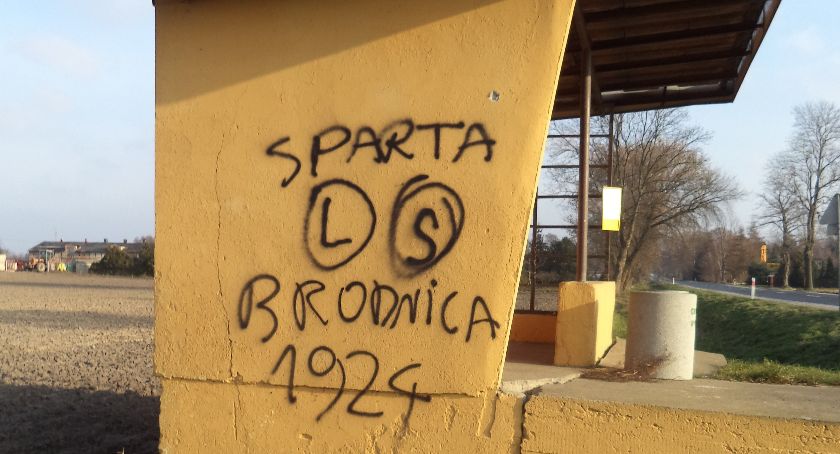 SPARTA
L S
BRODNICA
1924